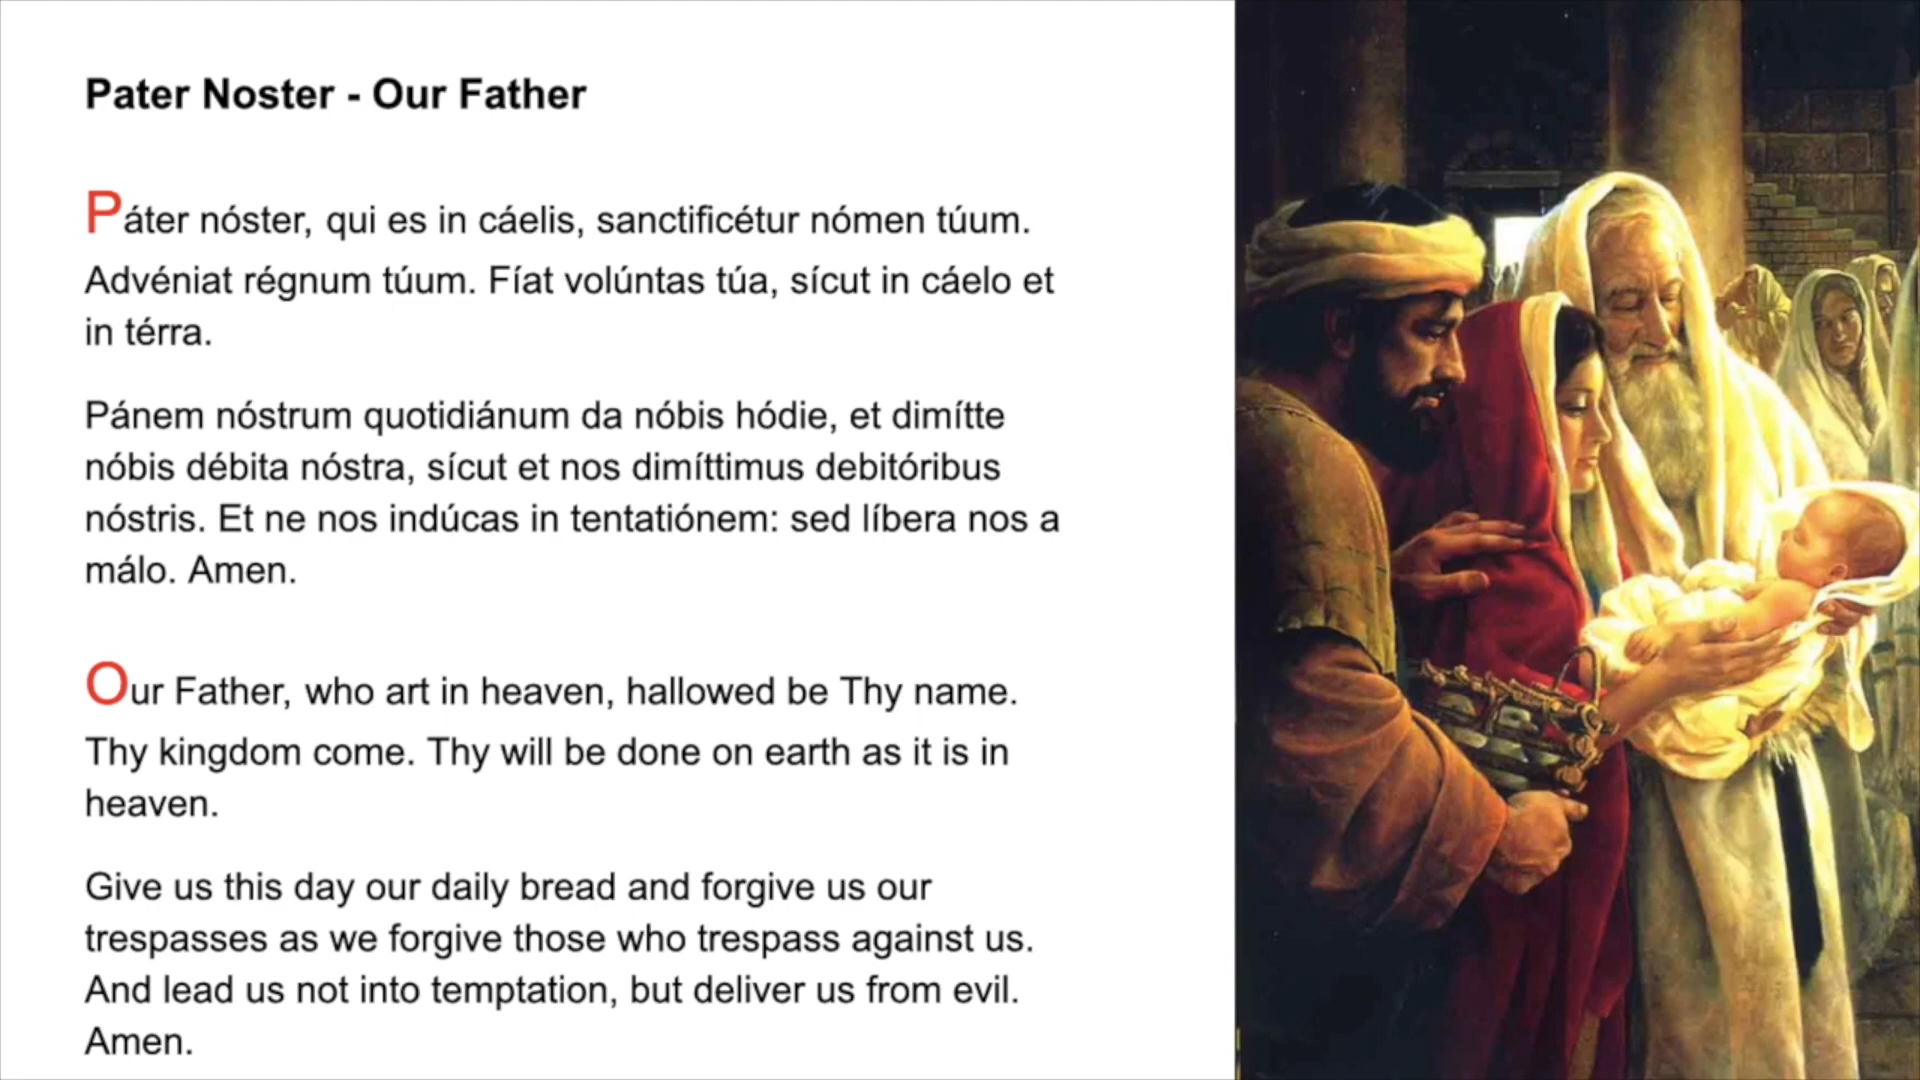 Pater Noster - Our Father
Páter nóster, qui es in cáelis, sanctificétur nómen túum.
Advéniat régnum túum. Fíat volúntas túa, sícut in cáelo et
in térra.
Pánem nóstrum quotidiánum da nóbis hódie, et dimítte
nóbis débita nóstra, sícut et nos dimíttimus debitóribus
nóstris. Et ne nos indúcas in tentatiónem: sed líbera nos a
málo. Amen.
Our Father, who art in heaven, hallowed be Thy name.
Thy kingdom come. Thy will be done on earth as it is in
heaven.
Give us this day our daily bread and forgive us our
trespasses as we forgive those who trespass against us.
And lead us not into temptation, but deliver us from evil.
Amen.